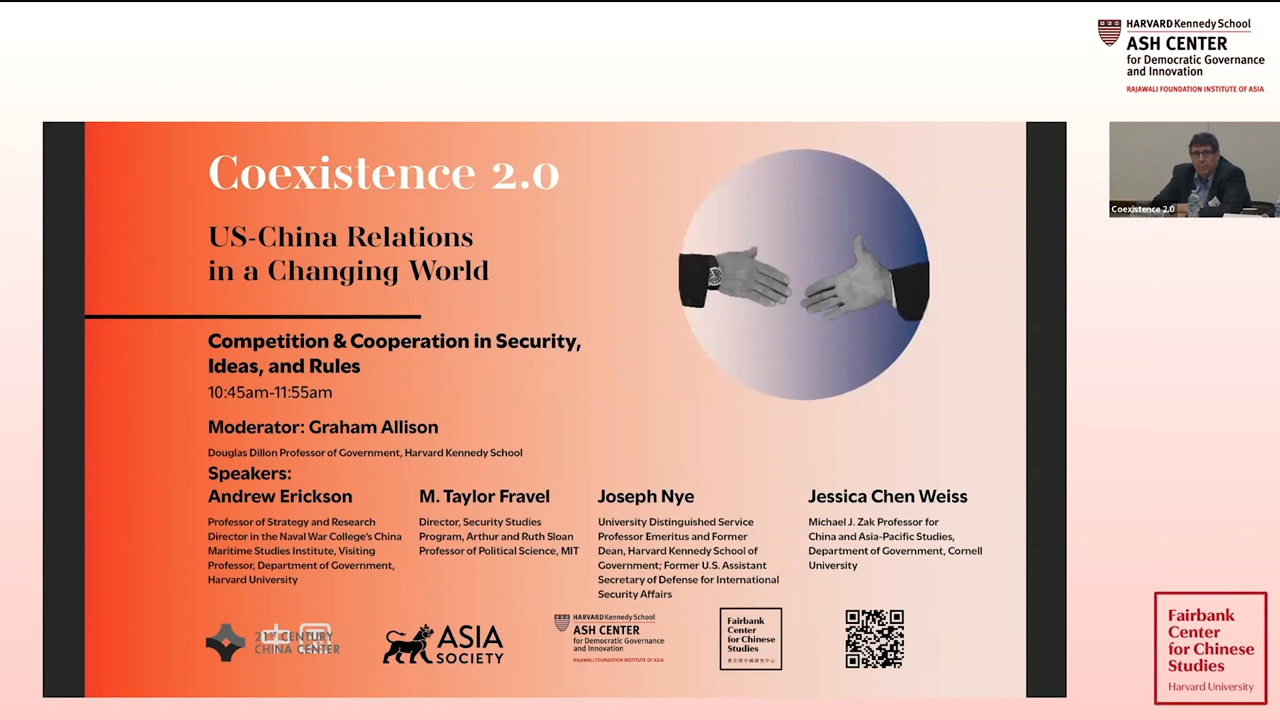 HARVARD Kennedy School
ASH CENTER
for Democratic Governance
and Innovation
RAJAWALI FOUNDATION INSTITUTE OF ASIA
Coexistence 2.0
Coexistence 2.0
US-China Relations
in a Changing World
Competition & Cooperation in Security,
Ideas, and Rules
10:45am-11:55am
Moderator: Graham Allison
Douglas Dillon Professor of Government, Harvard Kennedy School
Speakers:
Andrew Erickson
Professor of Strategy and Research
Director in the Naval War College's China
Maritime Studies Institute, Visiting
Professor, Department of Government,
Harvard University
M. Taylor Fravel
Director, Security Studies
Program, Arthur and Ruth Sloan
Professor of Political Science, MIT
Joseph Nye
University Distinguished Service
Professor Emeritus and Former
Dean, Harvard Kennedy School of
Government; Former U.S. Assistant
Secretary of Defense for International
Security Affairs
Jessica Chen Weiss
Michael J. Zak Professor for
China and Asia-Pacific Studies,
Department of Government, Cornell
University
21ST CENTURY
CHINA CENTER
中国
ASIA
SOCIETY
HARVARD Kennedy School
ASH CENTER
for Democratic Governance
and Innovation
RAJAWALI FOUNDATION INSTITUTE OF ASIA
Fairbank
Center
for Chinese
Studies
Fairbank
Center
for Chinese
Studies
Harvard University